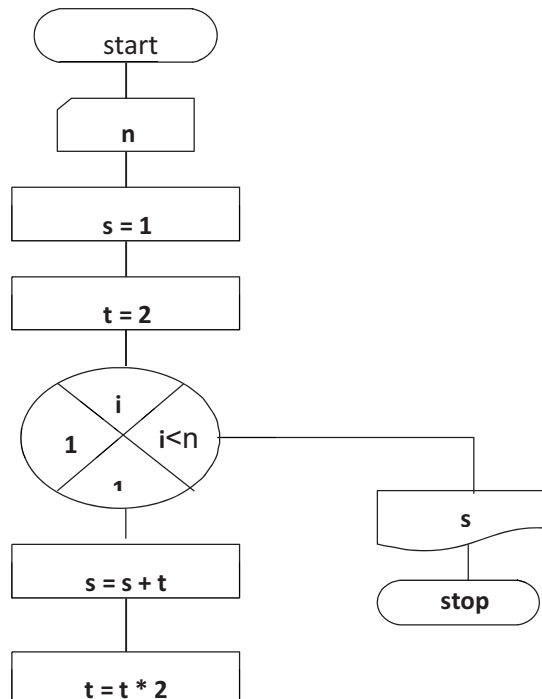 start
n
s = 1
t = 2
i
1
i<n
1
s
s = s + t
stop
t = t * 2